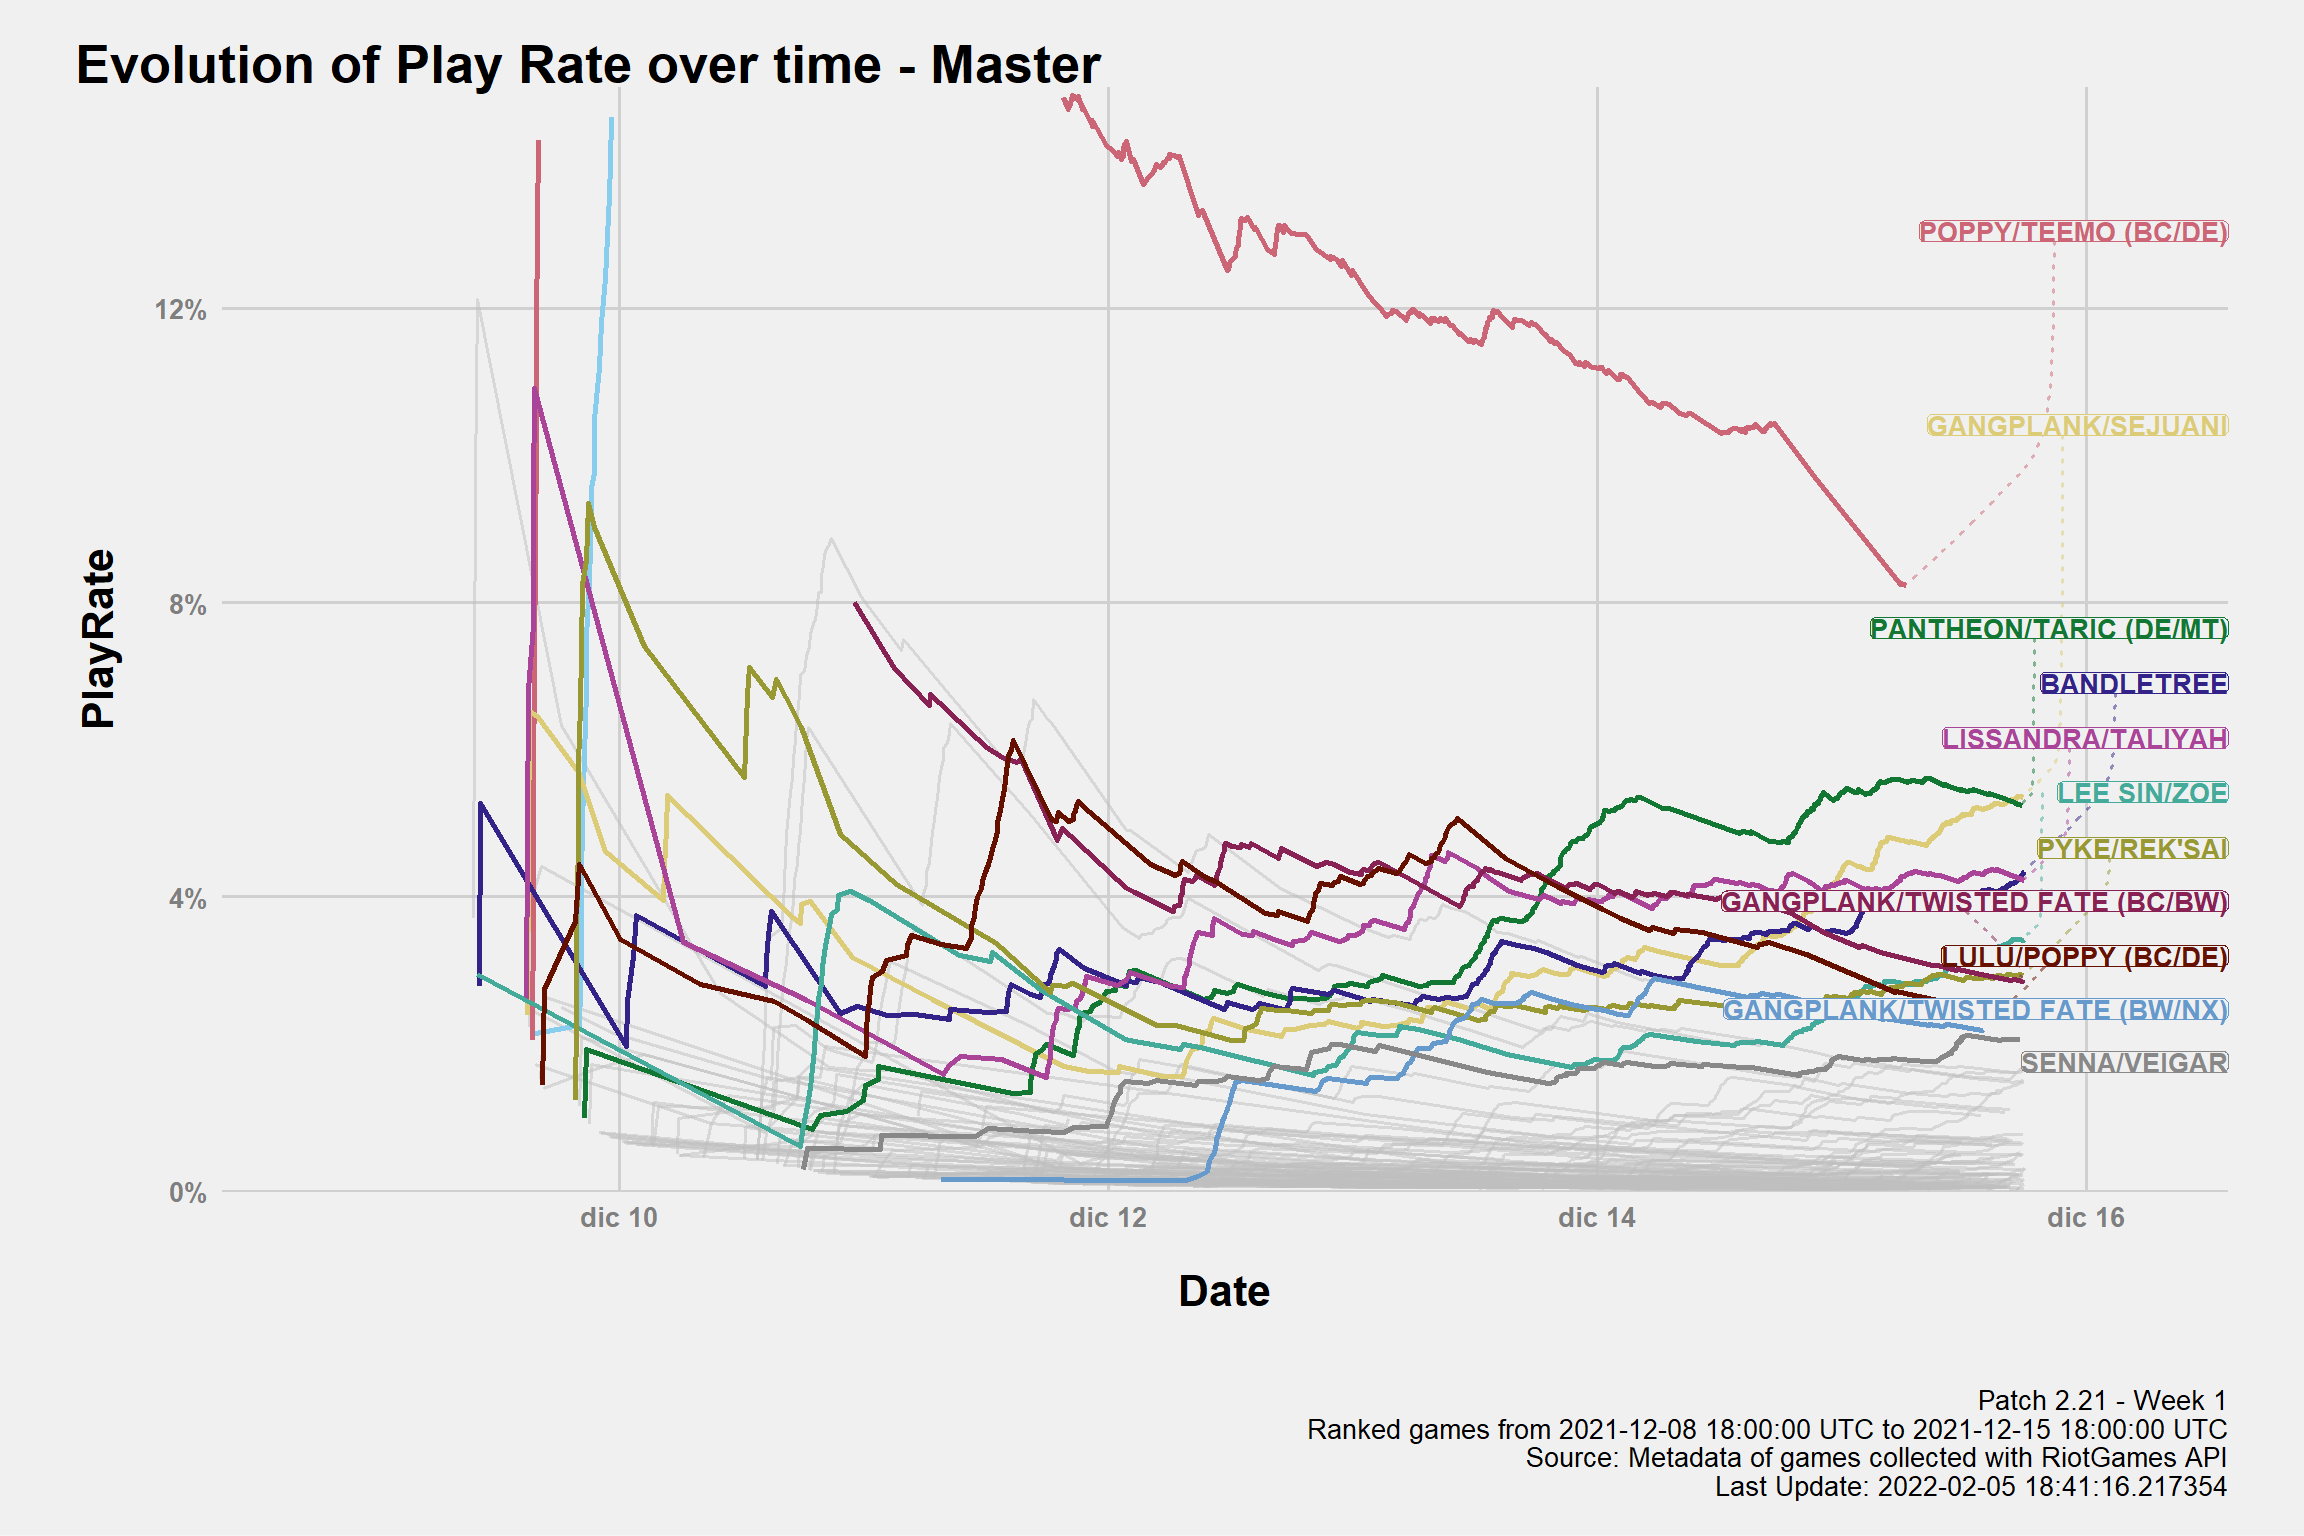 Evolution of Play Rate over time - Master
PlayRate
12%
8%
4%
0%
POPPY/TEEMO (BC/DE)
GANGPLANK/SEJUANI
PANTHEON/TARIC (DE/MT)
BANDLETREE
LISSANDRA/TALIYAH
LEE SIN/ZOE
PYKE/REK'SAI
GANGPLANK/TWISTED FATE (BC/BW)
LULU/POPPY (BC/DE)
GANGPLANK/TWISTED FATE (BW/NX)
SENNA/VEIGAR
dic 10
dic 12
dic 14
dic 16
Date
Patch 2.21 - Week 1
Ranked games from 2021-12-08 18:00:00 UTC to 2021-12-15 18:00:00 UTC
Source: Metadata of games collected with RiotGames API
Last Update: 2022-02-05 18:41:16.217354